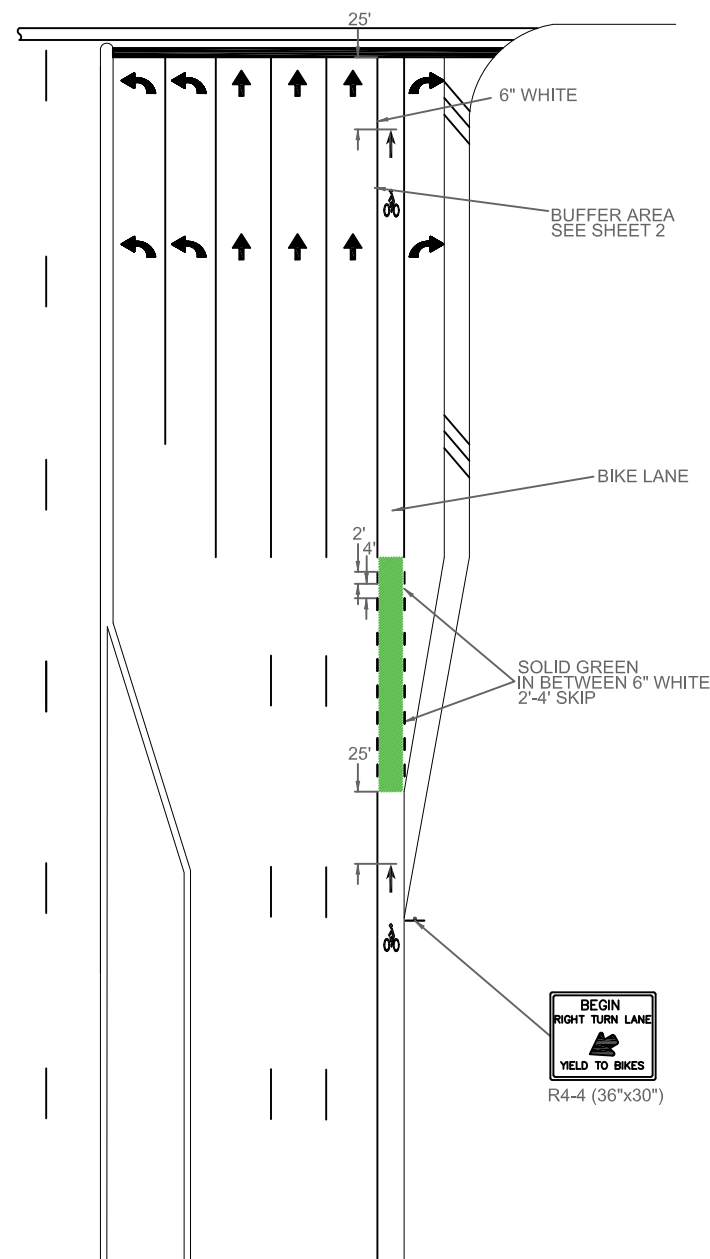 25'
6" WHITE
BUFFER AREA
SEE SHEET 2
BIKE LANE
2'
4'
SOLID GREEN
IN BETWEEN 6" WHITE
2'-4' SKIP
25'
BEGIN
RIGHT TURN LANE
YIELD TO BIKES
R4-4 (36"x30")